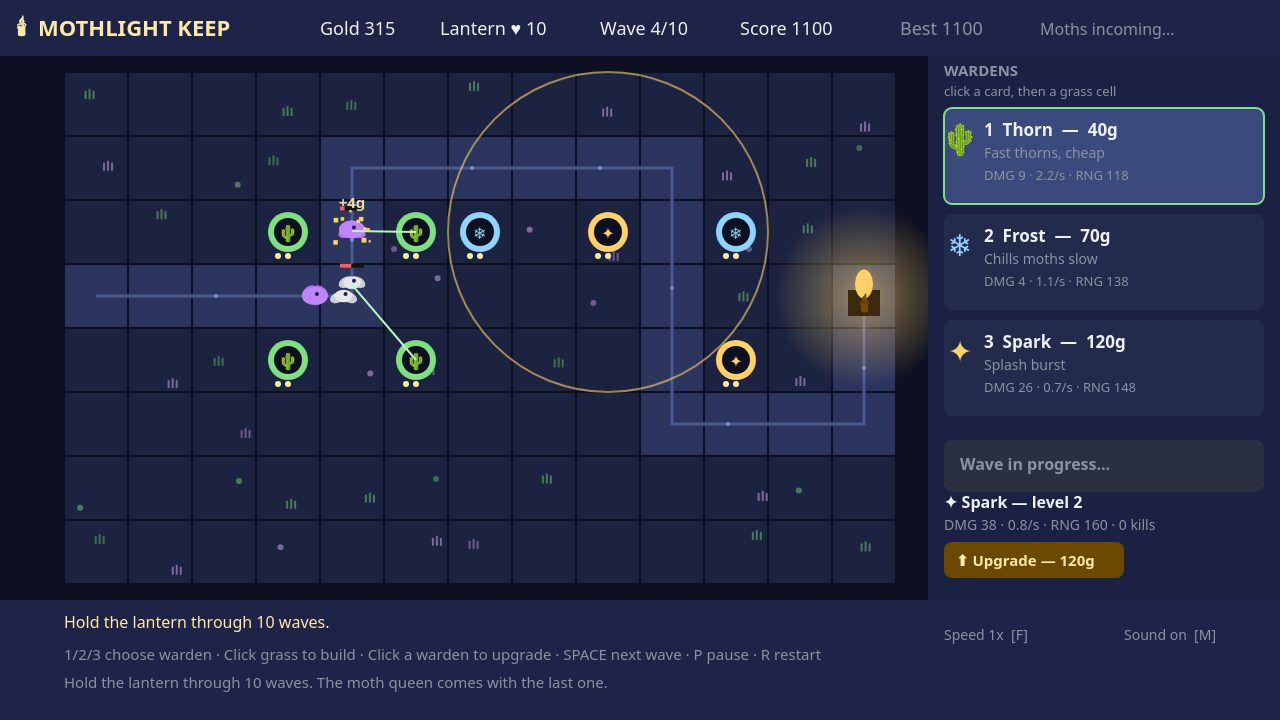 MOTHLIGHT KEEP
Gold 315
Lantern ♥ 10
Wave 4/10
Score 1100
Best 1100
Moths incoming...
WARDENS
click a card, then a grass cell
1 Thorn — 40g
Fast thorns, cheap
DMG 9 · 2.2/s · RNG 118
2 Frost — 70g
Chills moths slow
DMG 4 · 1.1/s · RNG 138
3 Spark — 120g
Splash burst
DMG 26 · 0.7/s · RNG 148
+4g
Wave in progress...
✦ Spark — level 2
DMG 38 · 0.8/s · RNG 160 · 0 kills
⬆ Upgrade — 120g
Hold the lantern through 10 waves.
1/2/3 choose warden · Click grass to build · Click a warden to upgrade · SPACE next wave · P pause · R restart
Hold the lantern through 10 waves. The moth queen comes with the last one.
Speed 1x [F]
Sound on [M]